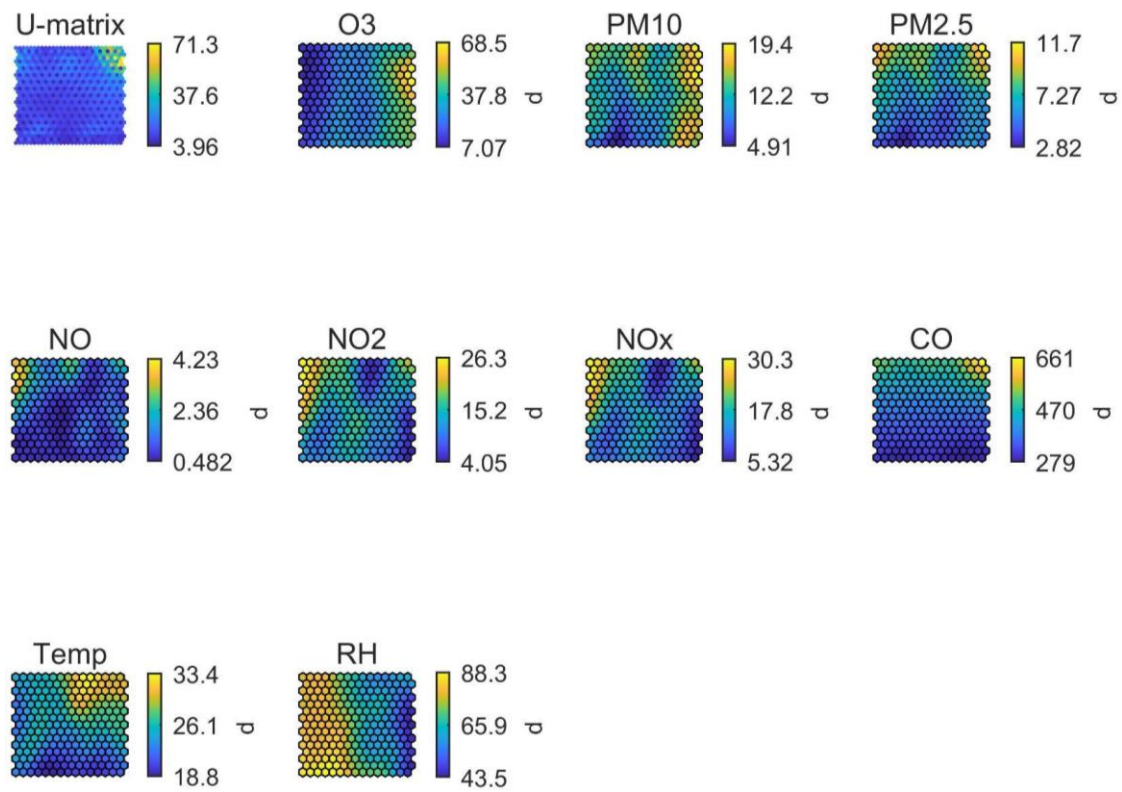 U-matrix
71.3
37.6
3.96
O3
68.5
37.8
7.07
d
PM10
19.4
12.2
4.91
d
PM2.5
11.7
7.27
2.82
d
NO
4.23
2.36
0.482
d
NO2
26.3
15.2
4.05
d
NOx
30.3
17.8
5.32
d
CO
661
470
279
d
Temp
33.4
26.1
18.8
d
RH
88.3
65.9
43.5
d